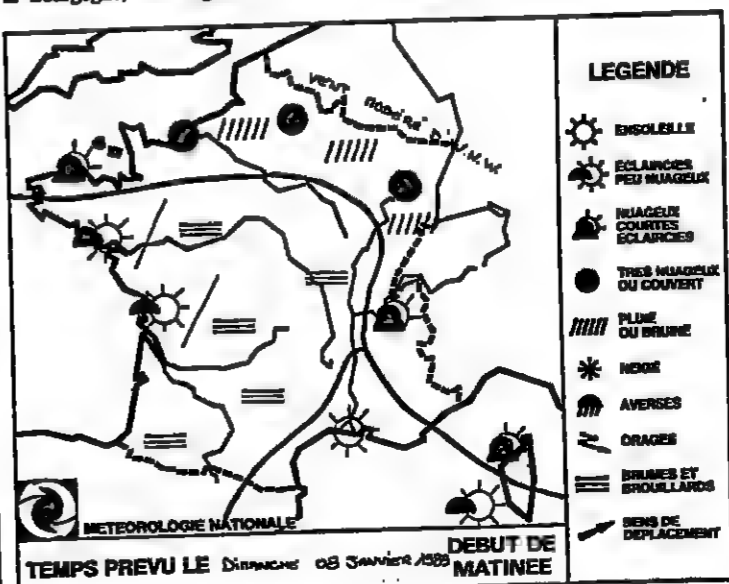 VENT
LEGENDE
ENSOLEILLE
ECLAIRCIES
PEU NUAGEUX
NUAGEUX
COURTES
ECLAIRCIES
TRES NUAGEUX
OU COUVERT
PLUIE
OU BRUINE
NEIGE
AVERSES
ORAGES
BRUMES ET
BROUILLARDS
SENS DE
DEPLACEMENT
METEOROLOGIE NATIONALE
TEMPS PREVU LE Dimanche 08 Janvier 1989 DEBUT DE
MATINEE